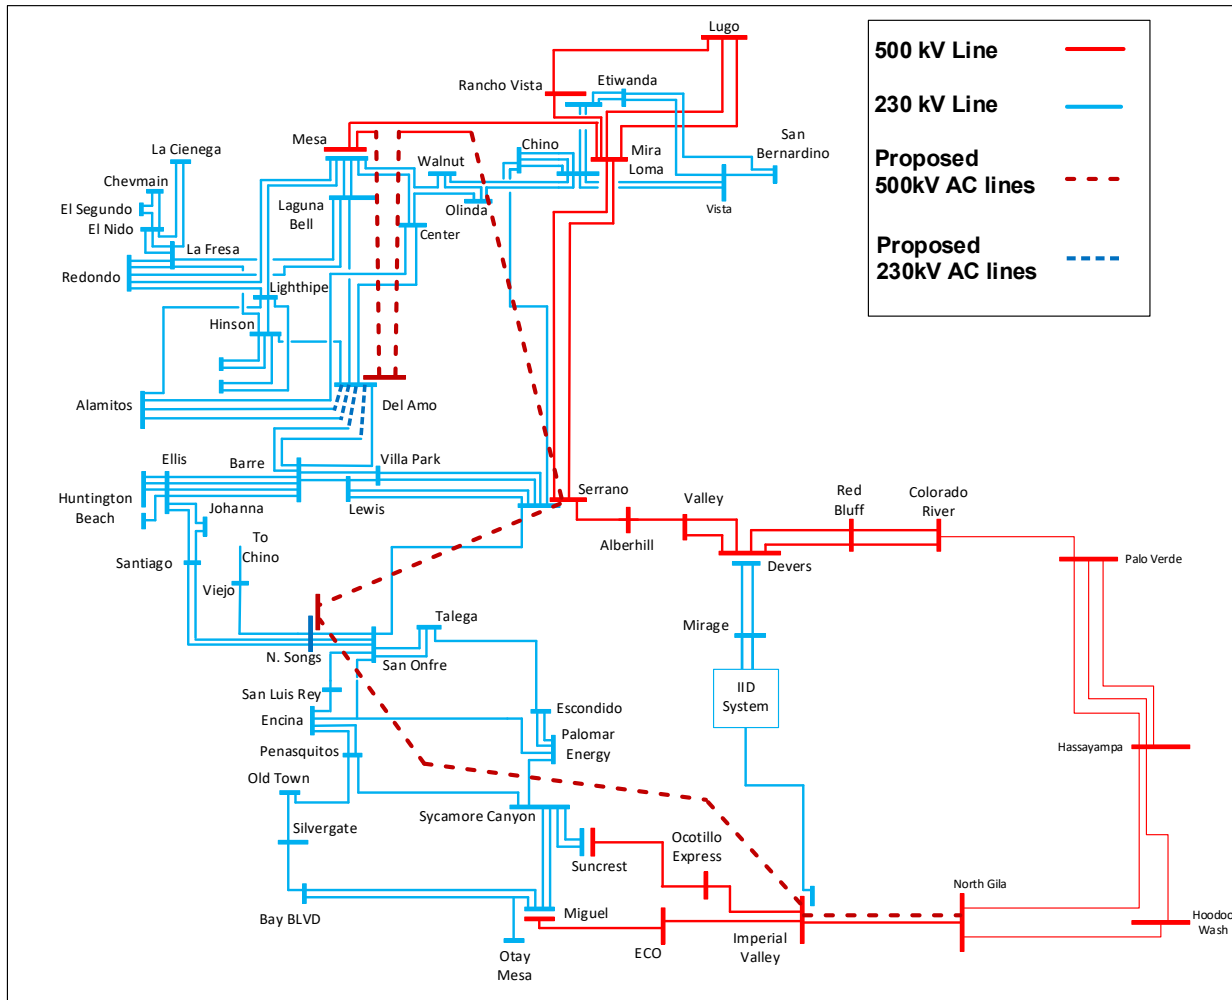 Lugo
Rancho Vista
Etiwanda
Mesa
Chino
Mira
Loma
San
Bernardino
La Cienega
Walnut
Chevmain
El Segundo
El Nido
Laguna
Bell
Olinda
Vista
Center
La Fresa
Redondo
Lighthipe
Hinson
Alamitos
Del Amo
Ellis
Barre
Villa Park
Huntington
Beach
Johanna
Lewis
Serrano
Alberhill
Valley
Red
Bluff
Colorado
River
Devers
Palo Verde
To
Chino
Santiago
Viejo
N. Songs
San Onfre
Talega
Mirage
IID
System
San Luis Rey
Encina
Escondido
Palomar
Energy
Penasquitos
Hassayampa
Old Town
Sycamore Canyon
Silvergate
Suncrest
Ocotillo
Express
North Gila
Bay BLVD
Miguel
ECO
Imperial
Valley
Hoodoo
Wash
Otay
Mesa
500 kV Line
230 kV Line
Proposed
500kV AC lines
Proposed
230kV AC lines